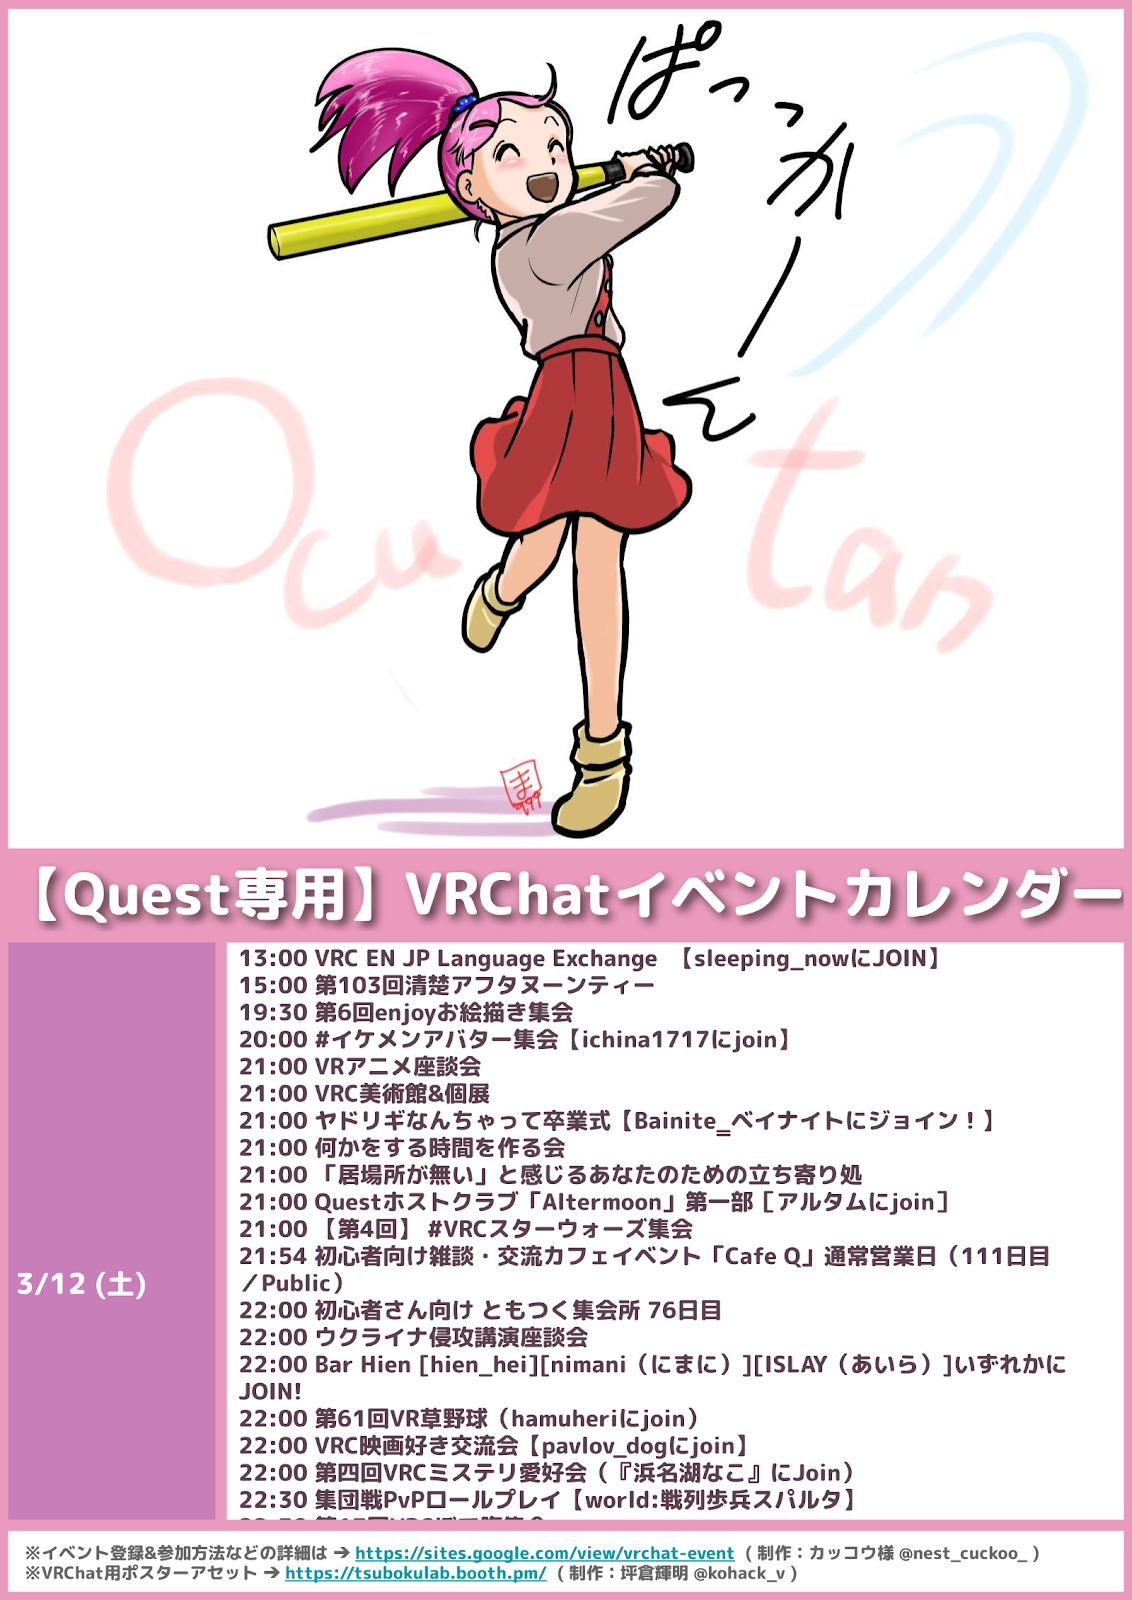 ぱっっかーん
Ocu tan
ま
999
【Quest専用】VRChatイベントカレンダー
3/12 (土)
13:00 VRC EN JP Language Exchange 【sleeping_nowにJOIN】
15:00 第103回清楚アフタヌーンティー
19:30 第6回enjoyお絵描き集会
20:00 #イケメンアバター集会【ichina1717にjoin】
21:00 VRアニメ座談会
21:00 VRC美術館&個展
21:00 ヤドリギなんちゃって卒業式【Bainite‗ベイナイトにジョイン！】
21:00 何かをする時間を作る会
21:00 「居場所が無い」と感じるあなたのための立ち寄り処
21:00 Questホストクラブ「Altermoon」第一部［アルタムにjoin］
21:00 【第4回】 #VRCスターウォーズ集会
21:54 初心者向け雑談・交流カフェイベント「Cafe Q」通常営業日（111日目
／Public）
22:00 初心者さん向け ともつく集会所 76日目
22:00 ウクライナ侵攻講演座談会
22:00 Bar Hien [hien_hei][nimani（にまに）][ISLAY（あいら）]いずれかに
JOIN!
22:00 第61回VR草野球（hamuheriにjoin）
22:00 VRC映画好き交流会【pavlov_dogにjoin】
22:00 第四回VRCミステリ愛好会（『浜名湖なこ』にJoin）
22:30 集団戦PvPロールプレイ【world:戦列歩兵スパルタ】
※イベント登録&参加方法などの詳細は ➔ https://sites.google.com/view/vrchat-event （制作：カッコウ様 @nest_cuckoo_ ）
※VRChat用ポスターアセット ➔ https://tsubokulab.booth.pm/ （制作：坪倉輝明 @kohack_v ）